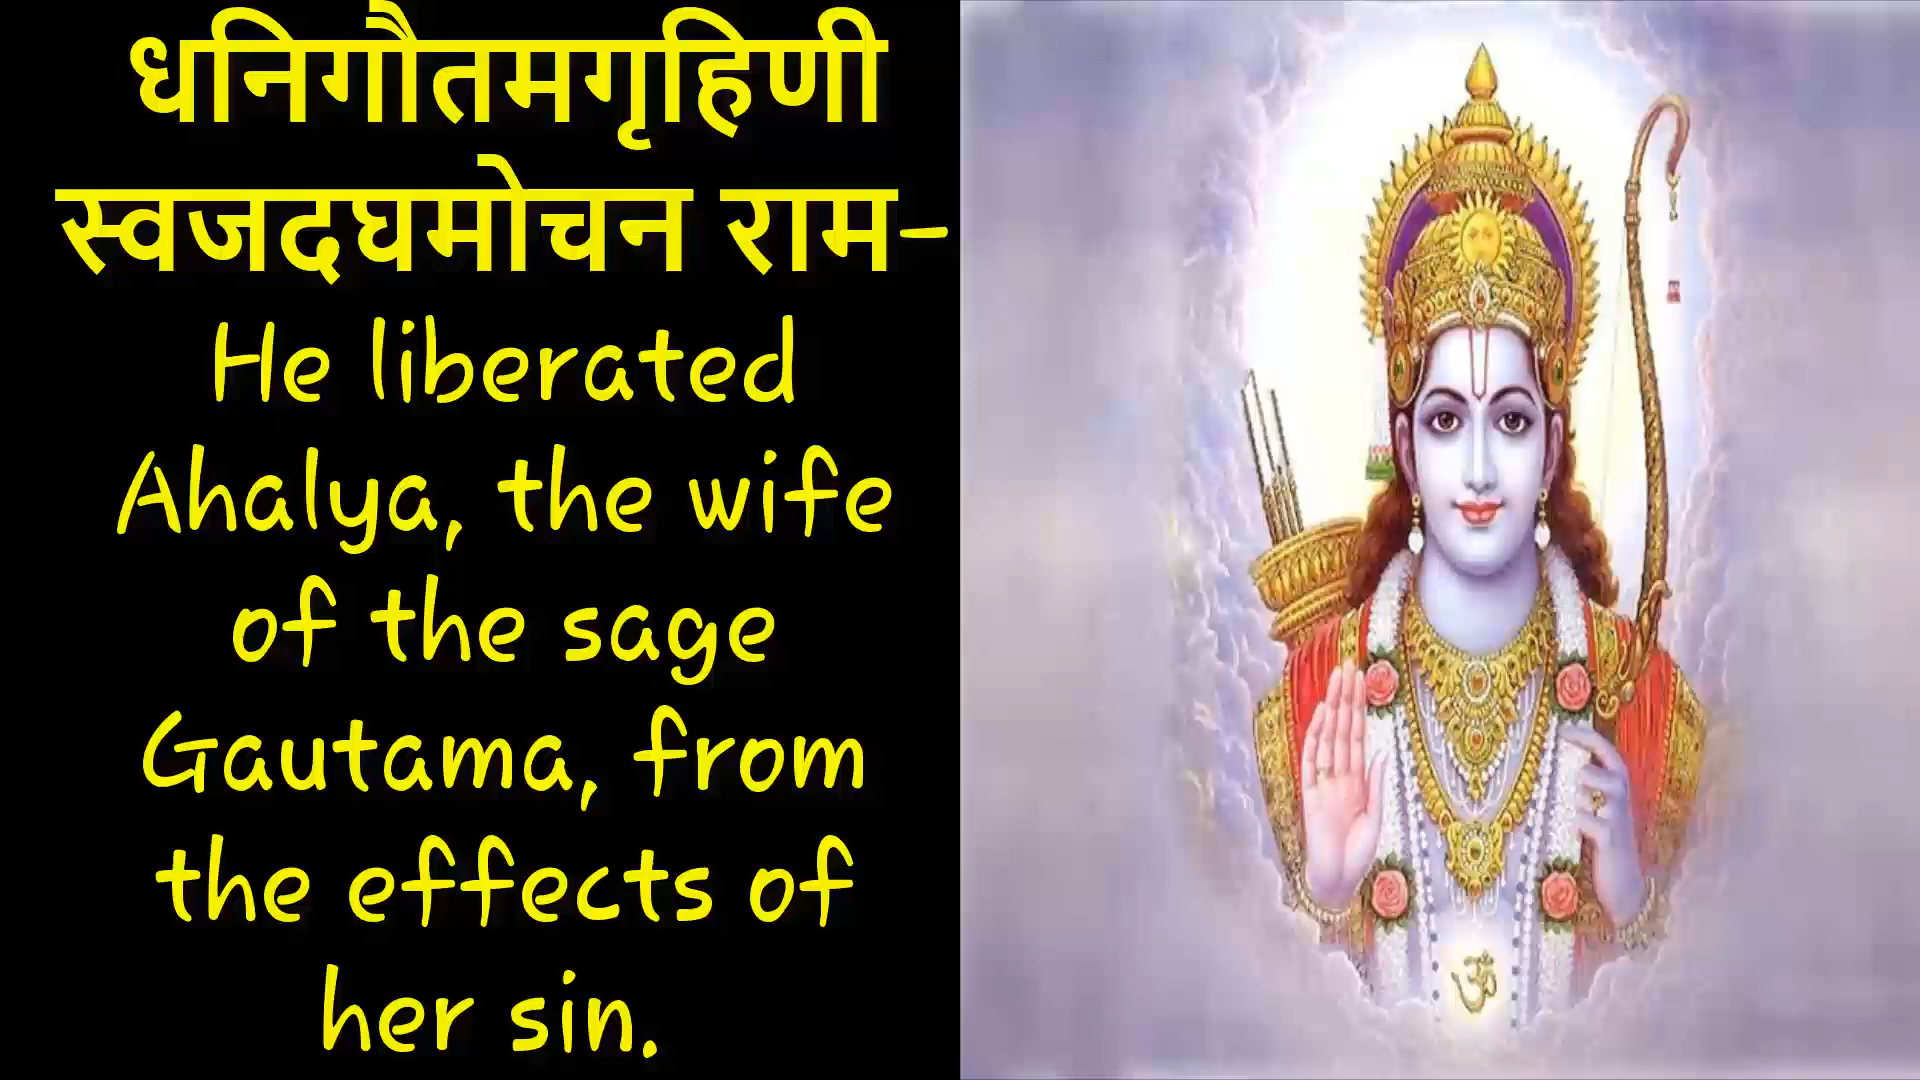 धनिगौतमगृहिणी
स्वजदघमोचन राम-
He liberated
Ahalya, the wife
of the sage
Gautama, from
the effects of
her sin.
ॐ